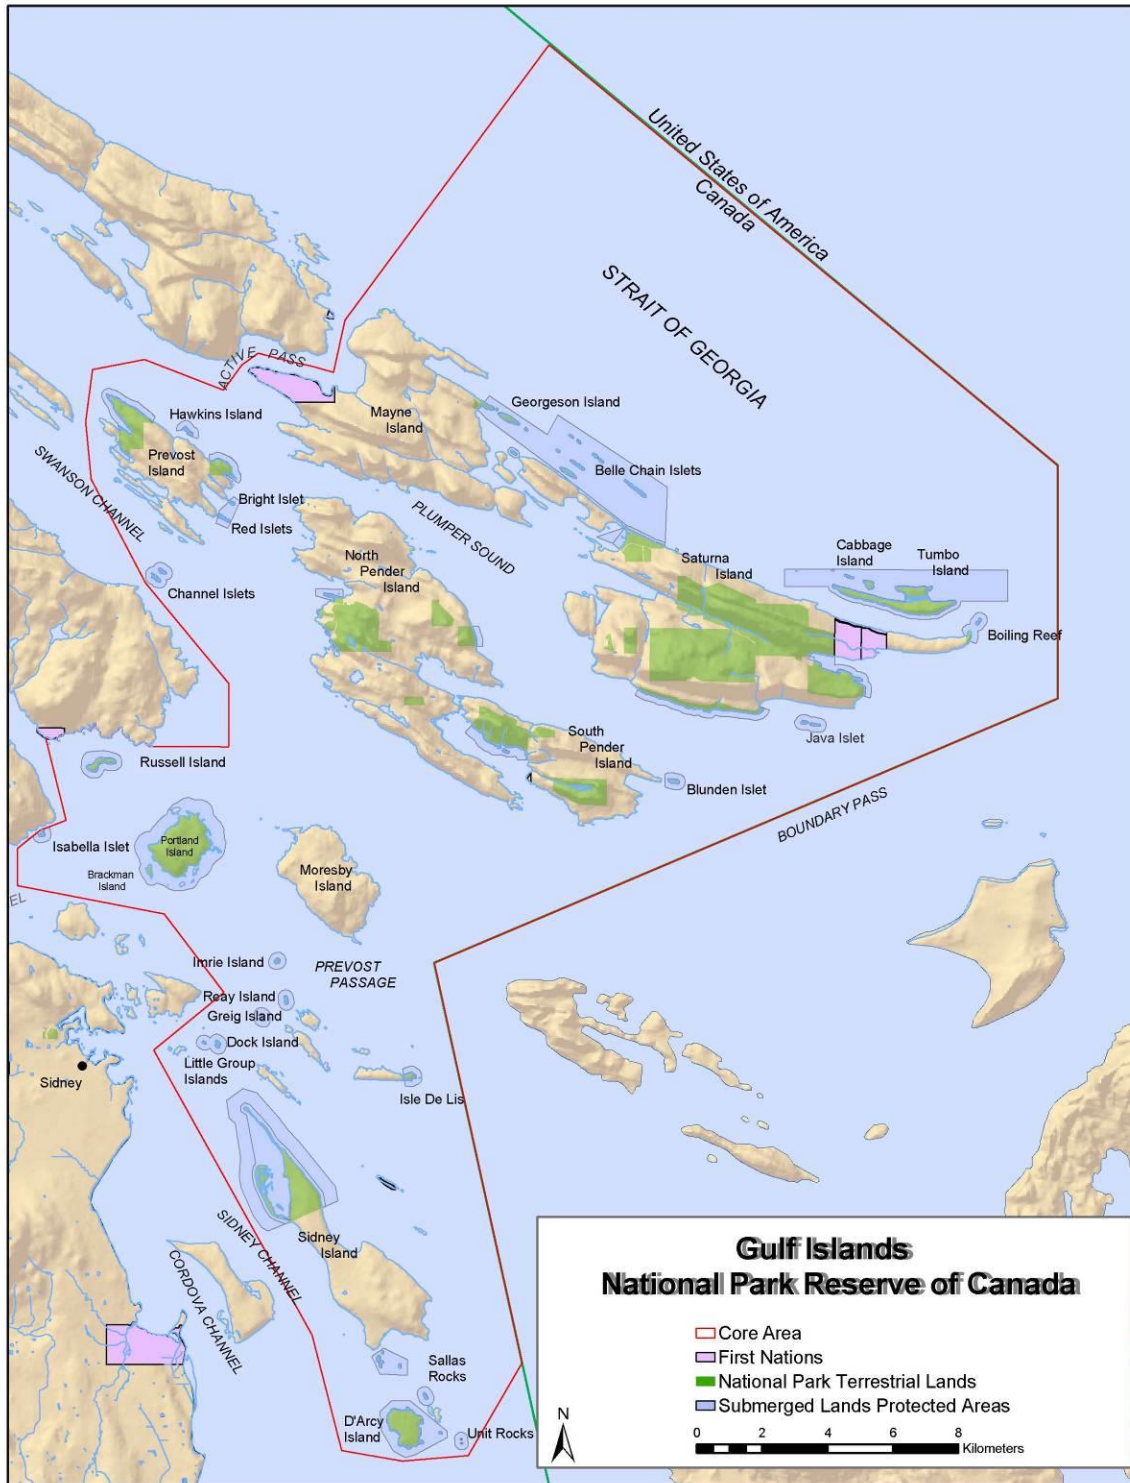 United States of America
Canada
STRAIT OF GEORGIA
ACTIVE PASS
Hawkins Island
Mayne
Island
Georgeson Island
Prevost
Island
Belle Chain Islets
SWANSON CHANNEL
Bright Islet
Red Islets
PLUMPER SOUND
North
Pender
Island
Saturna
Island
Cabbage
Island
Tumbo
Island
Channel Islets
Boiling Reef
South
Pender
Island
Java Islet
Russell Island
Blunden Islet
BOUNDARY PASS
Isabella Islet
Portland
Island
Brackman
Island
Moresby
Island
EL
Imrie Island
PREVOST
PASSAGE
Reay Island
Greig Island
Dock Island
Little Group
Islands
Sidney
Isle De Lis
SIDNEY CHANNEL
Sidney
Island
CORDOVA CHANNEL
Sallas
Rocks
D'Arcy
Island
Unit Rocks
Gulf Islands
National Park Reserve of Canada
Core Area
First Nations
National Park Terrestrial Lands
Submerged Lands Protected Areas
N
0 2 4 6 8
Kilometers